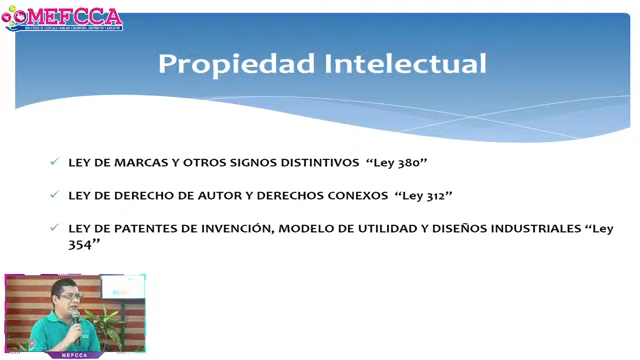 MEFCCA
Propiedad Intelectual
LEY DE MARCAS Y OTROS SIGNOS DISTINTIVOS “Ley 380”
LEY DE DERECHO DE AUTOR Y DERECHOS CONEXOS “Ley 312”
LEY DE PATENTES DE INVENCIÓN, MODELO DE UTILIDAD Y DISEÑOS INDUSTRIALES “Ley
354”
MEFCCA